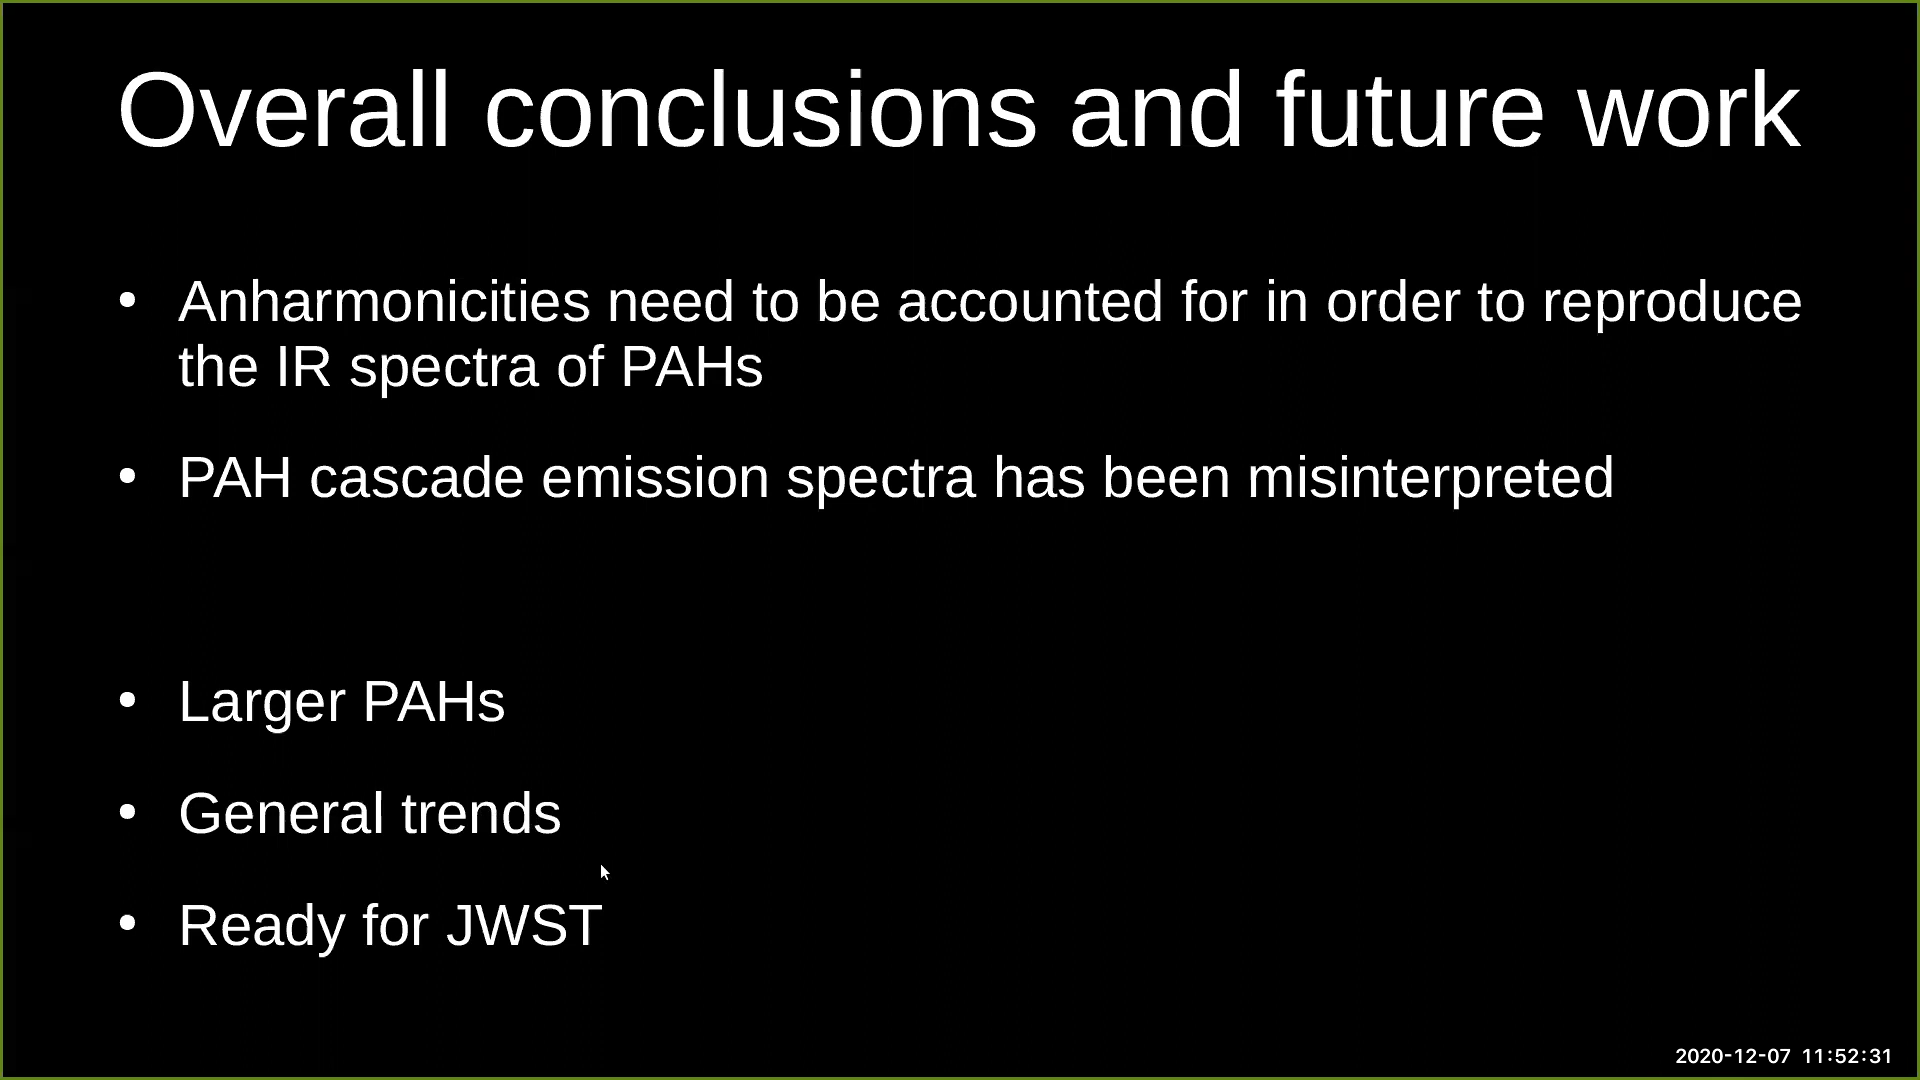 Overall conclusions and future work
• Anharmonicities need to be accounted for in order to reproduce
the IR spectra of PAHs
• PAH cascade emission spectra has been misinterpreted
• Larger PAHs
• General trends
• Ready for JWST
2020-12-07 11:52:31